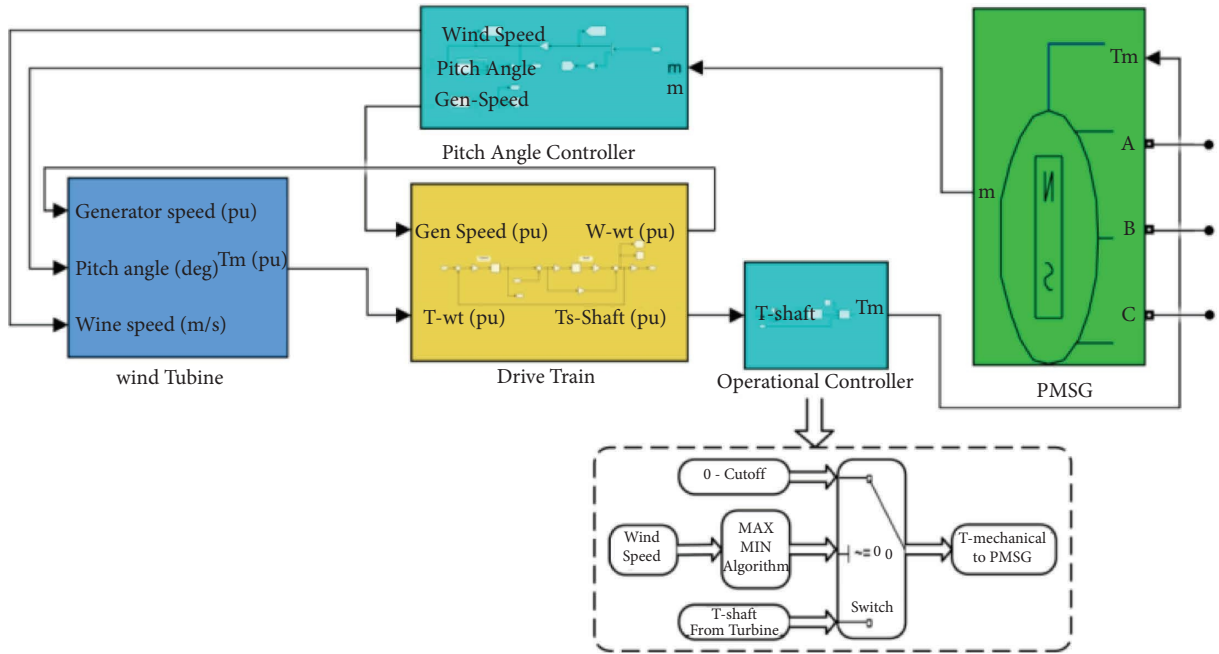 Wind Speed
Pitch Angle
Gen-Speed
m
m
Pitch Angle Controller
Generator speed (pu)
Pitch angle (deg)
Tm (pu)
Wine speed (m/s)
wind Tubine
Gen Speed (pu)
W-wt (pu)
T-wt (pu)
Ts-Shaft (pu)
Drive Train
T-shaft
Tm
Operational Controller
Tm
A
m
B
C
PMSG
0 - Cutoff
Wind
Speed
MAX
MIN
Algorithm
~= 0
0
Switch
T-shaft
From Turbine
T-mechanical
to PMSG